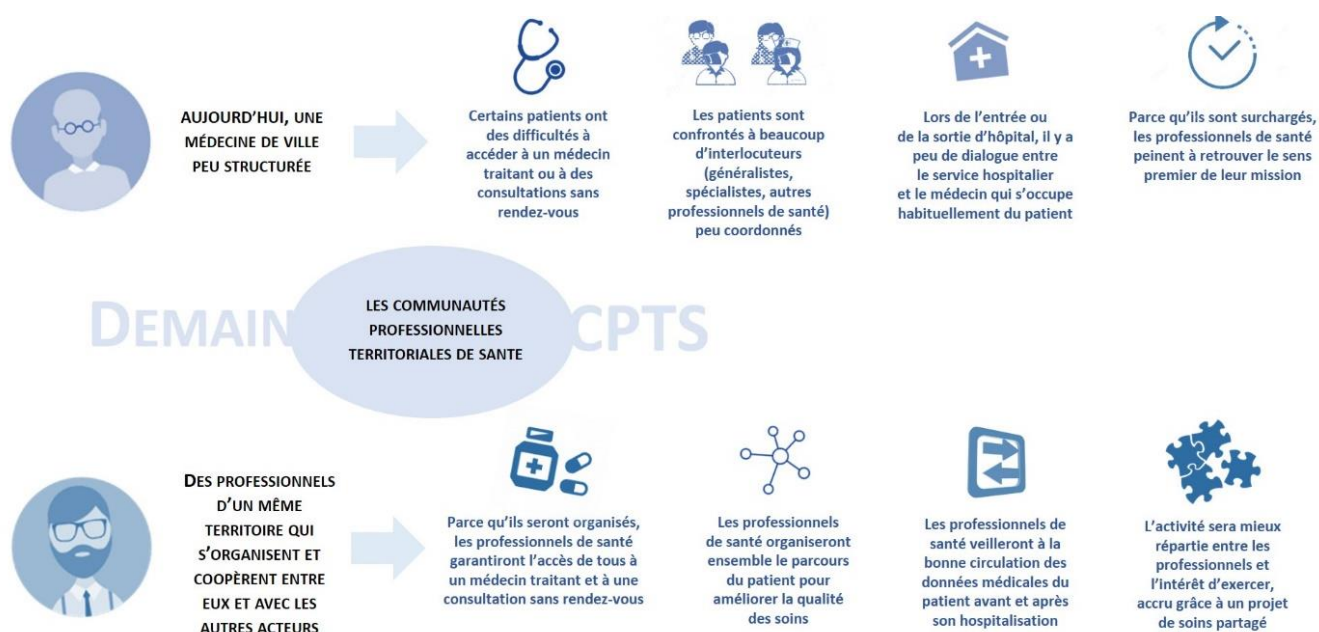 AUJOURD'HUI, UNE
MÉDECINE DE VILLE
PEU STRUCTURÉE
Certains patients ont
des difficultés à
accéder à un médecin
traitant ou à des
consultations sans
rendez-vous
Les patients sont
confrontés à beaucoup
d'interlocuteurs
(généralistes,
spécialistes, autres
professionnels de santé)
peu coordonnés
Lors de l'entrée ou
de la sortie d'hôpital, il y a
peu de dialogue entre
le service hospitalier
et le médecin qui s'occupe
habituellement du patient
Parce qu'ils sont surchargés,
les professionnels de santé
peinent à retrouver le sens
premier de leur mission
DEMAIN
LES COMMUNAUTÉS
PROFESSIONNELLES
TERRITORIALES DE SANTE
CPTS
DES PROFESSIONNELS
D'UN MÊME
TERRITOIRE QUI
S'ORGANISENT ET
COOPÈRENT ENTRE
EUX ET AVEC LES
AUTRES ACTEURS
Parce qu'ils seront organisés,
les professionnels de santé
garantiront l'accès de tous à
un médecin traitant et à une
consultation sans rendez-vous
Les professionnels
de santé organiseront
ensemble le parcours
du patient pour
améliorer la qualité
des soins
Les professionnels de
santé veilleront à la
bonne circulation des
données médicales du
patient avant et après
son hospitalisation
L'activité sera mieux
répartie entre les
professionnels et
l'intérêt d'exercer,
accru grâce à un projet
de soins partagé